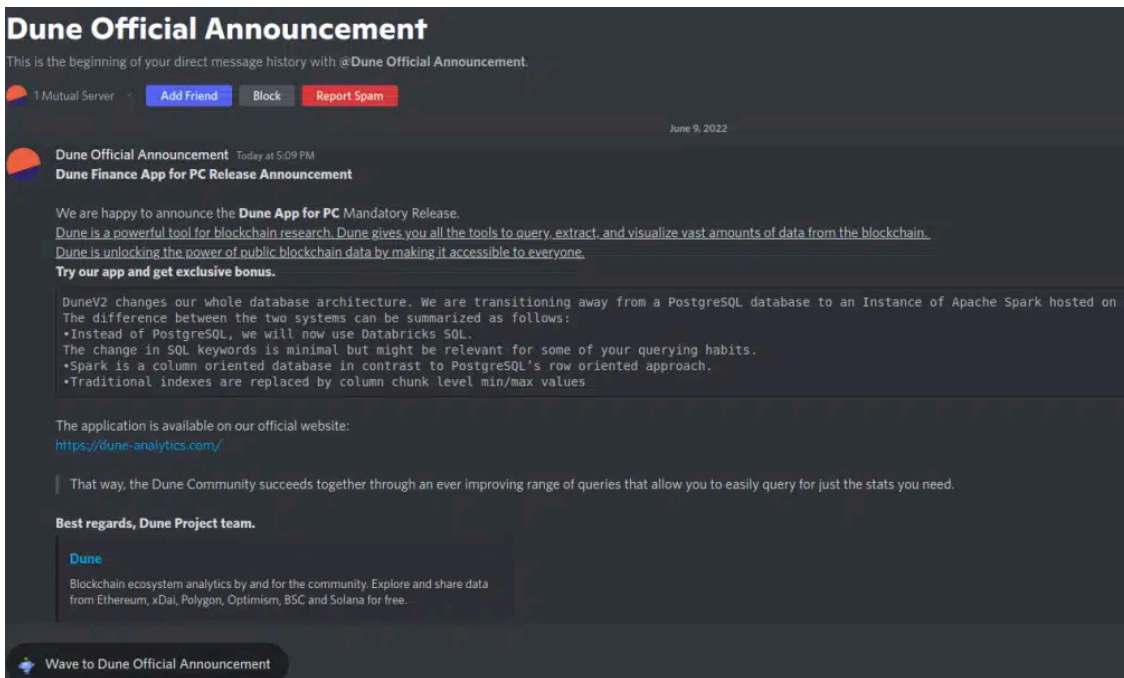 Dune Official Announcement
This is the beginning of your direct message history with @Dune Official Announcement.
1 Mutual Server
Add Friend
Block
Report Spam
June 9, 2022
Dune Official Announcement Today at 5:09 PM
Dune Finance App for PC Release Announcement
We are happy to announce the Dune App for PC Mandatory Release.
Dune is a powerful tool for blockchain research. Dune gives you all the tools to query, extract, and visualize vast amounts of data from the blockchain.
Dune is unlocking the power of public blockchain data by making it accessible to everyone.
Try our app and get exclusive bonus.
DuneV2 changes our whole database architecture. We are transitioning away from a PostgreSQL database to an Instance of Apache Spark hosted on
The difference between the two systems can be summarized as follows:
•Instead of PostgreSQL, we will now use Databricks SQL.
The change in SQL keywords is minimal but might be relevant for some of your querying habits.
•Spark is a column oriented database in contrast to PostgreSQL’s row oriented approach.
•Traditional indexes are replaced by column chunk level min/max values
The application is available on our official website:
https://dune-analytics.com/
That way, the Dune Community succeeds together through an ever improving range of queries that allow you to easily query for just the stats you need.
Best regards, Dune Project team.
Dune
Blockchain ecosystem analytics by and for the community. Explore and share data
from Ethereum, xDai, Polygon, Optimism, BSC and Solana for free.
Wave to Dune Official Announcement